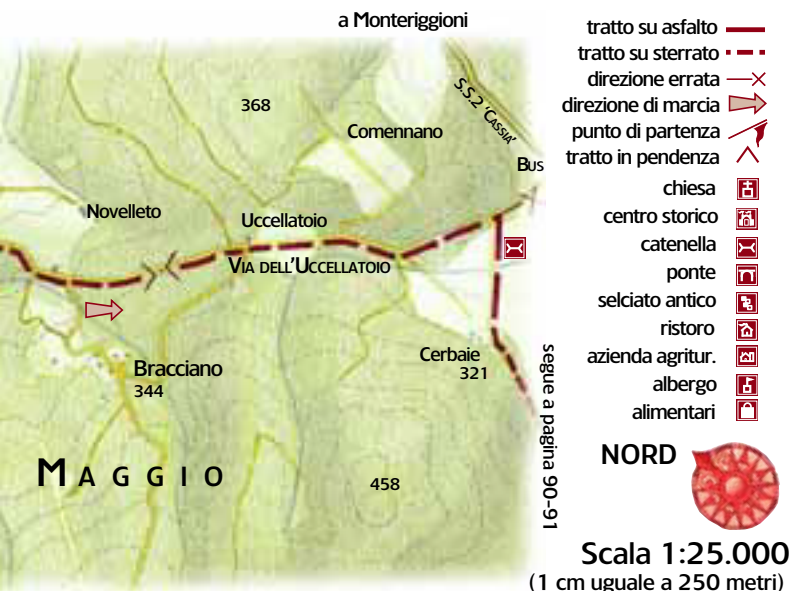 a Monteriggioni
S.S.2 'CASSIA'
368
Comennano
BUS
Novelleto
Uccellatoio
VIA DELL'UCCELLATOIO
Bracciano
344
Cerbaie
321
MAGGIO
458
segue a pagina 90-91
tratto su asfalto
tratto su sterrato
direzione errata
direzione di marcia
punto di partenza
tratto in pendenza
chiesa
centro storico
catenella
ponte
selciato antico
ristoro
azienda agritur.
albergo
alimentari
NORD
Scala 1:25.000
(1 cm uguale a 250 metri)